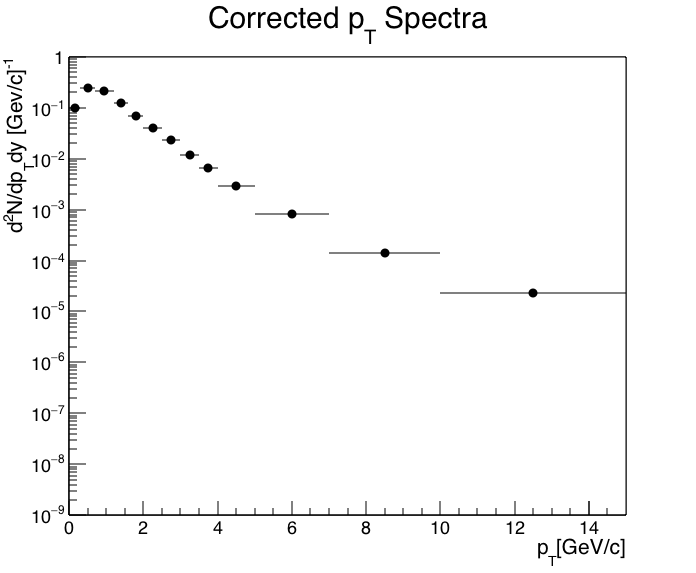 Corrected p_T Spectra
d²N/dp_Tdy [Gev/c]⁻¹
1
10⁻¹
10⁻²
10⁻³
10⁻⁴
10⁻⁵
10⁻⁶
10⁻⁷
10⁻⁸
10⁻⁹
0 2 4 6 8 10 12 14
p_T[GeV/c]